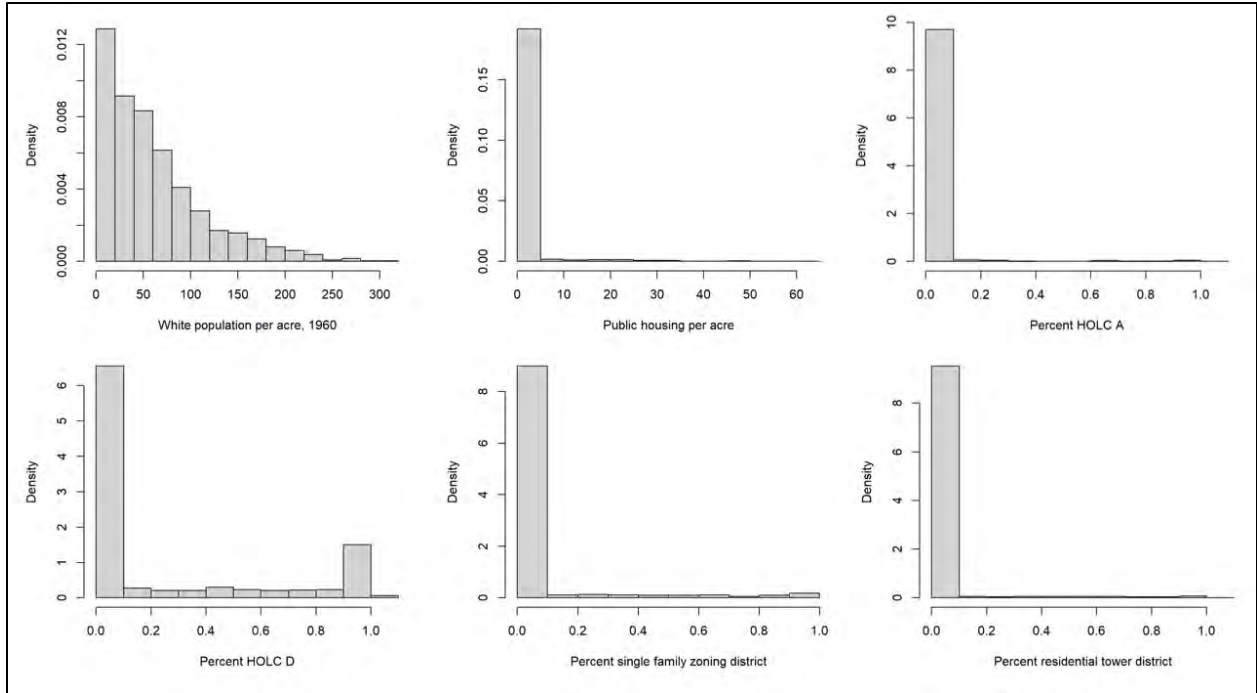 Density
0.000 0.004 0.008 0.012
0 50 100 150 200 250 300
White population per acre, 1960
Density
0.00 0.05 0.10 0.15
0 10 20 30 40 50 60
Public housing per acre
Density
0 2 4 6 8 10
0.0 0.2 0.4 0.6 0.8 1.0
Percent HOLC A
Density
0 1 2 3 4 5 6
0.0 0.2 0.4 0.6 0.8 1.0
Percent HOLC D
Density
0 2 4 6 8
0.0 0.2 0.4 0.6 0.8 1.0
Percent single family zoning district
Density
0 2 4 6 8
0.0 0.2 0.4 0.6 0.8 1.0
Percent residential tower district